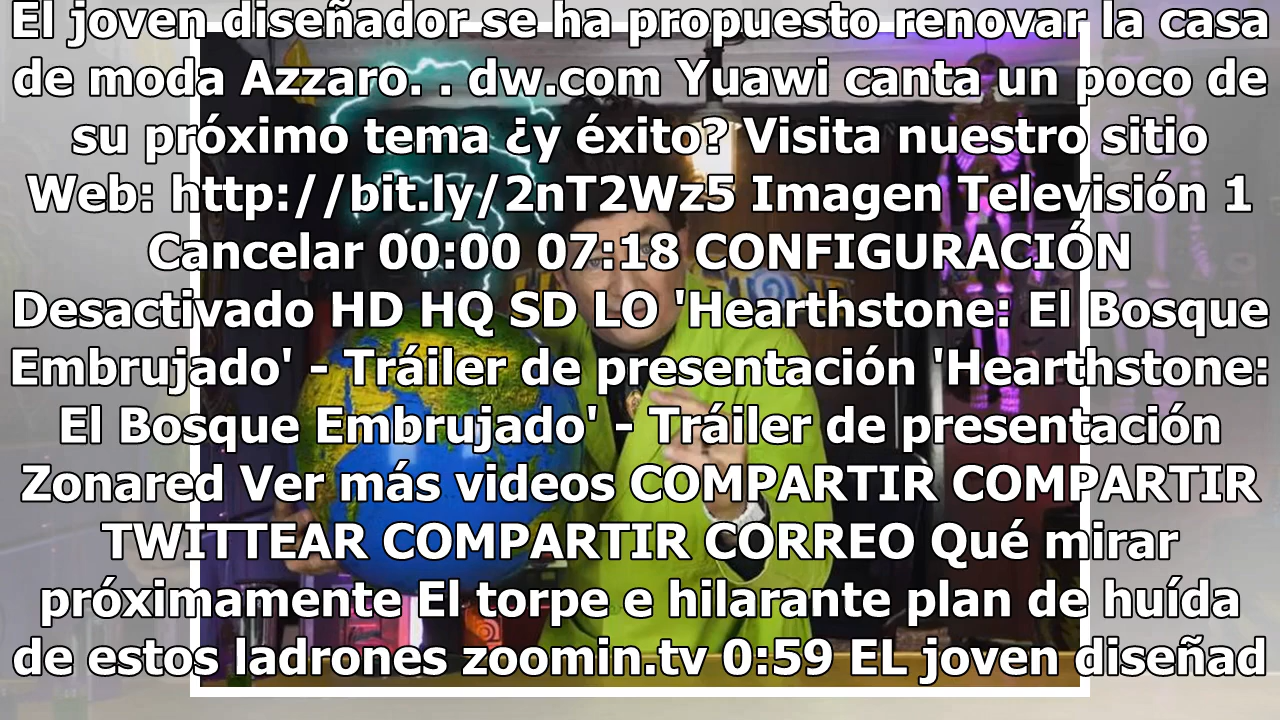 El joven diseñador se ha propuesto renovar la casa
de moda Azzaro. . dw.com Yuawi canta un poco de
su próximo tema ¿y éxito? Visita nuestro sitio
Web: http://bit.ly/2nT2Wz5 Imagen Televisión 1
Cancelar 00:00 07:18 CONFIGURACIÓN
Desactivado HD HQ SD LO 'Hearthstone: El Bosque
Embrujado' - Tráiler de presentación 'Hearthstone:
El Bosque Embrujado' - Tráiler de presentación
Zonared Ver más videos COMPARTIR COMPARTIR
TWITTEAR COMPARTIR CORREO Qué mirar
próximamente El torpe e hilarante plan de huída
de estos ladrones zoomin.tv 0:59 EL joven diseñad